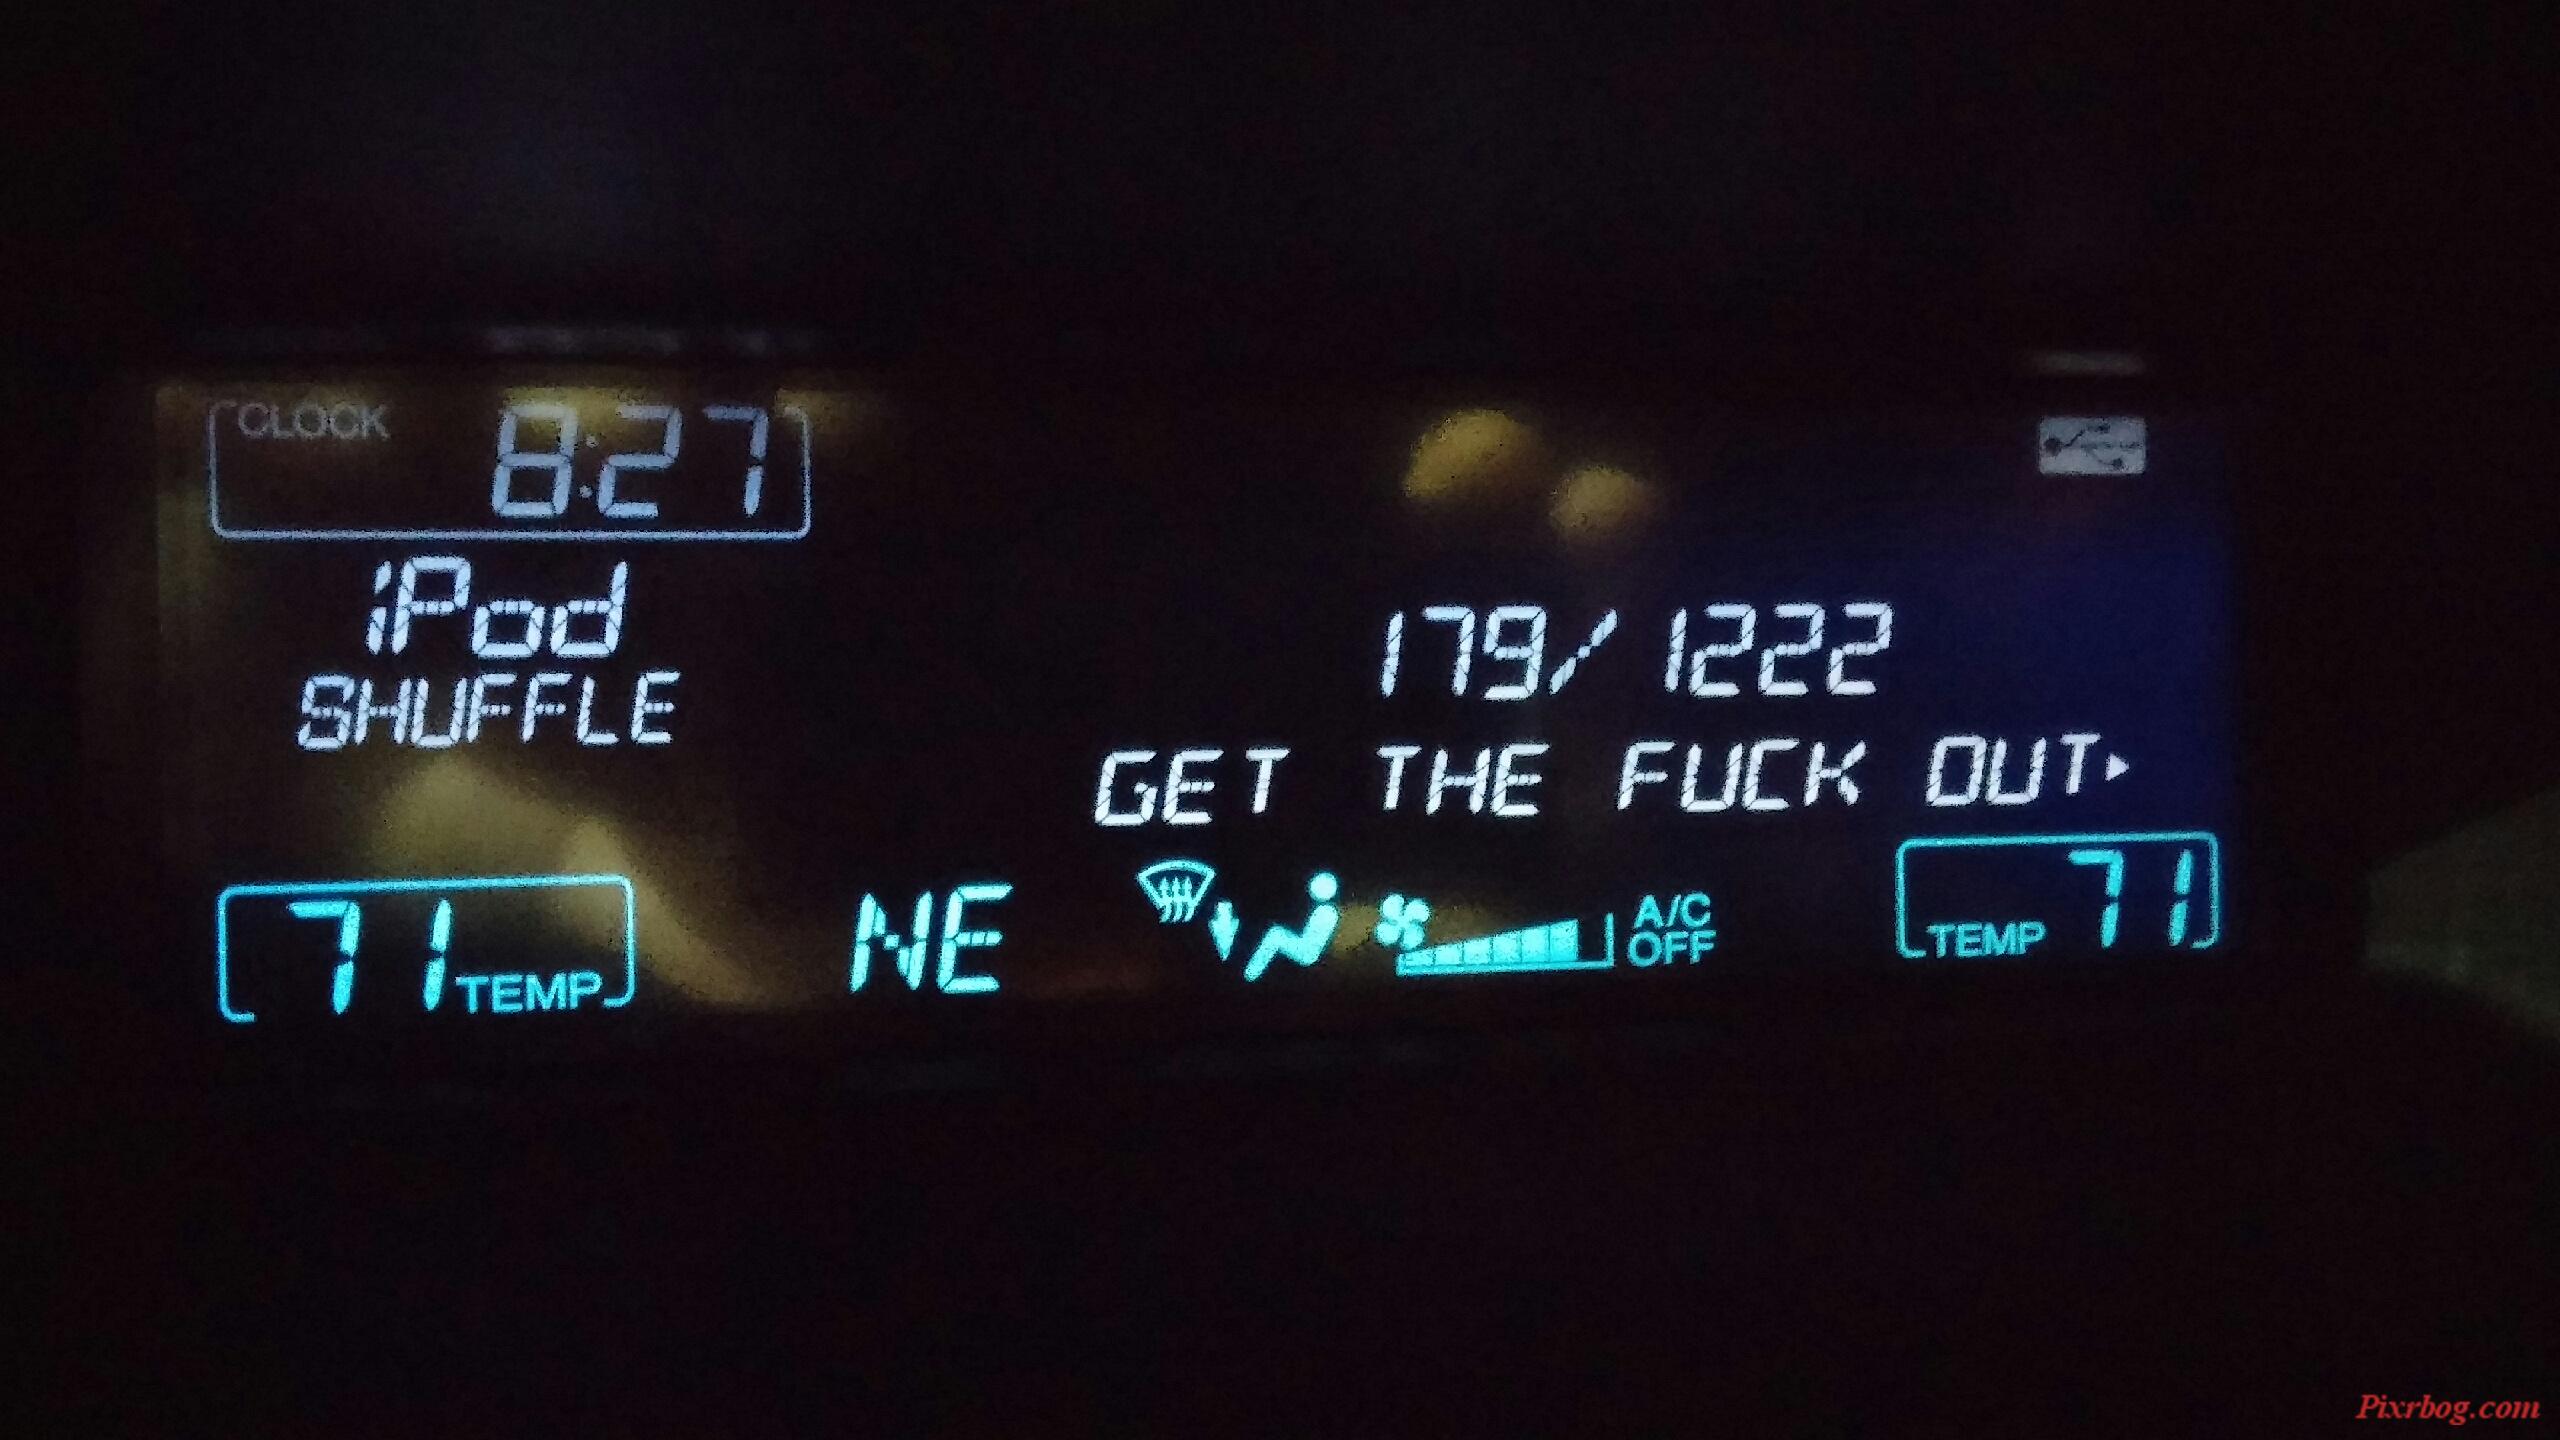 CLOCK 8:27
iPod
SHUFFLE
179/1222
GET THE FUCK OUT▸
71 TEMP
NE
A/C
OFF
TEMP 71
Pixrbog.com